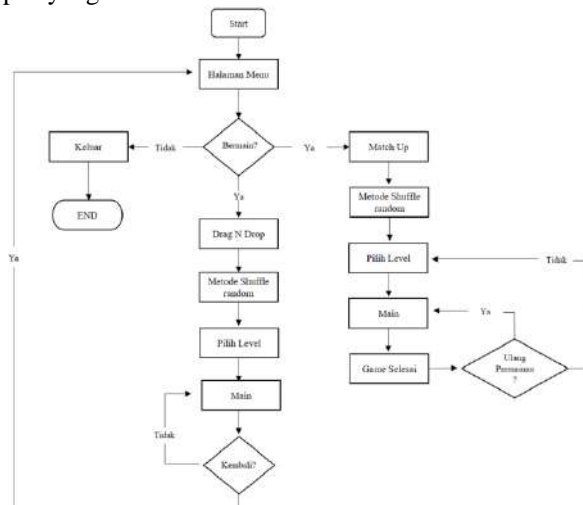 Start
Halaman Menu
Bermain?
Tidak
Keluar
END
Ya
Match Up
Metode Shuffle
random
Pilih Level
Tidak
Main
Ya
Game Selesai
Ulang
Permainan
?
Ya
Drag N Drop
Metode Shuffle
random
Pilih Level
Main
Tidak
Kembali?
Ya